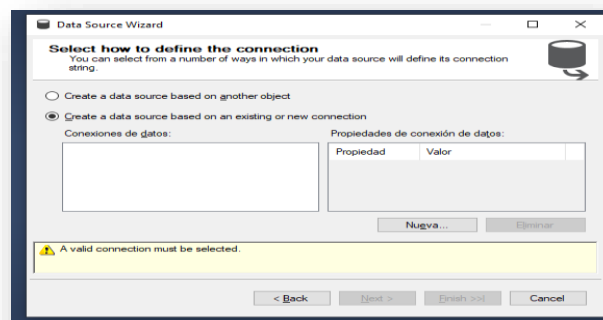 Data Source Wizard
Select how to define the connection
You can select from a number of ways in which your data source will define its connection
string.
Create a data source based on another object
Create a data source based on an existing or new connection
Conexiones de datos:
Propiedades de conexión de datos:
Propiedad Valor
Nueva... Eliminar
A valid connection must be selected.
< Back Next > Finish >>| Cancel